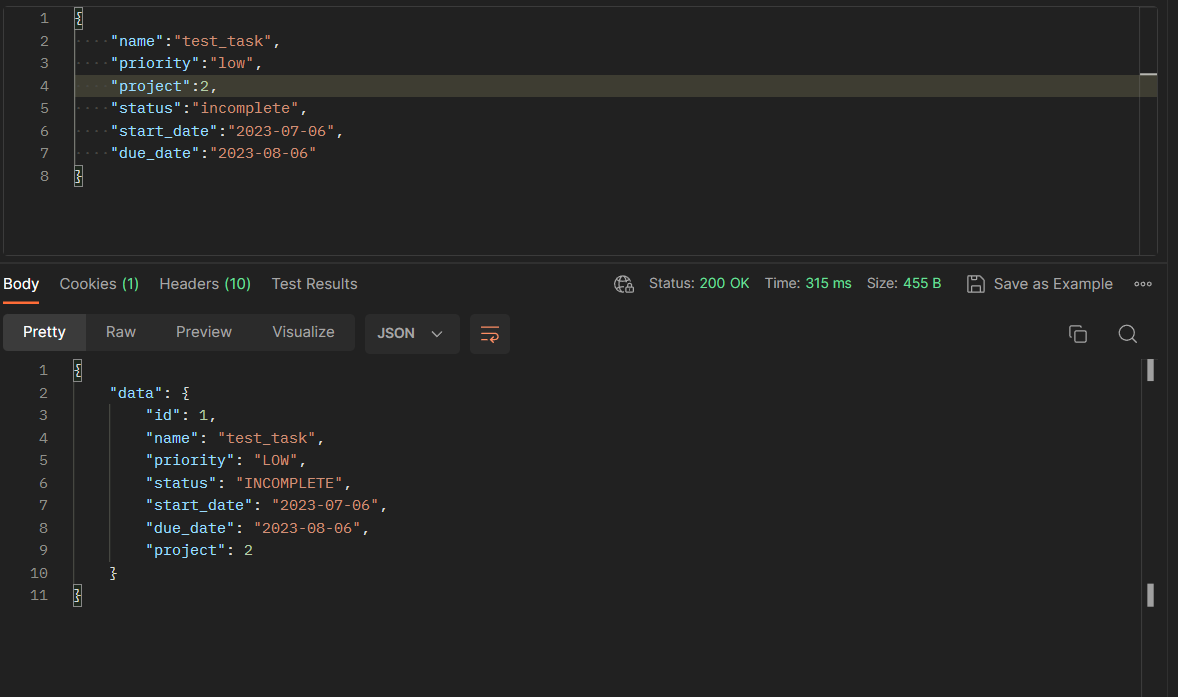 1 {
2 ····"name":"test_task",
3 ····"priority":"low",
4 ····"project":2,
5 ····"status":"incomplete",
6 ····"start_date":"2023-07-06",
7 ····"due_date":"2023-08-06"
8 }
Body Cookies (1) Headers (10) Test Results Status: 200 OK Time: 315 ms Size: 455 B Save as Example
Pretty Raw Preview Visualize JSON
1 {
2 "data": {
3 "id": 1,
4 "name": "test_task",
5 "priority": "LOW",
6 "status": "INCOMPLETE",
7 "start_date": "2023-07-06",
8 "due_date": "2023-08-06",
9 "project": 2
10 }
11 }